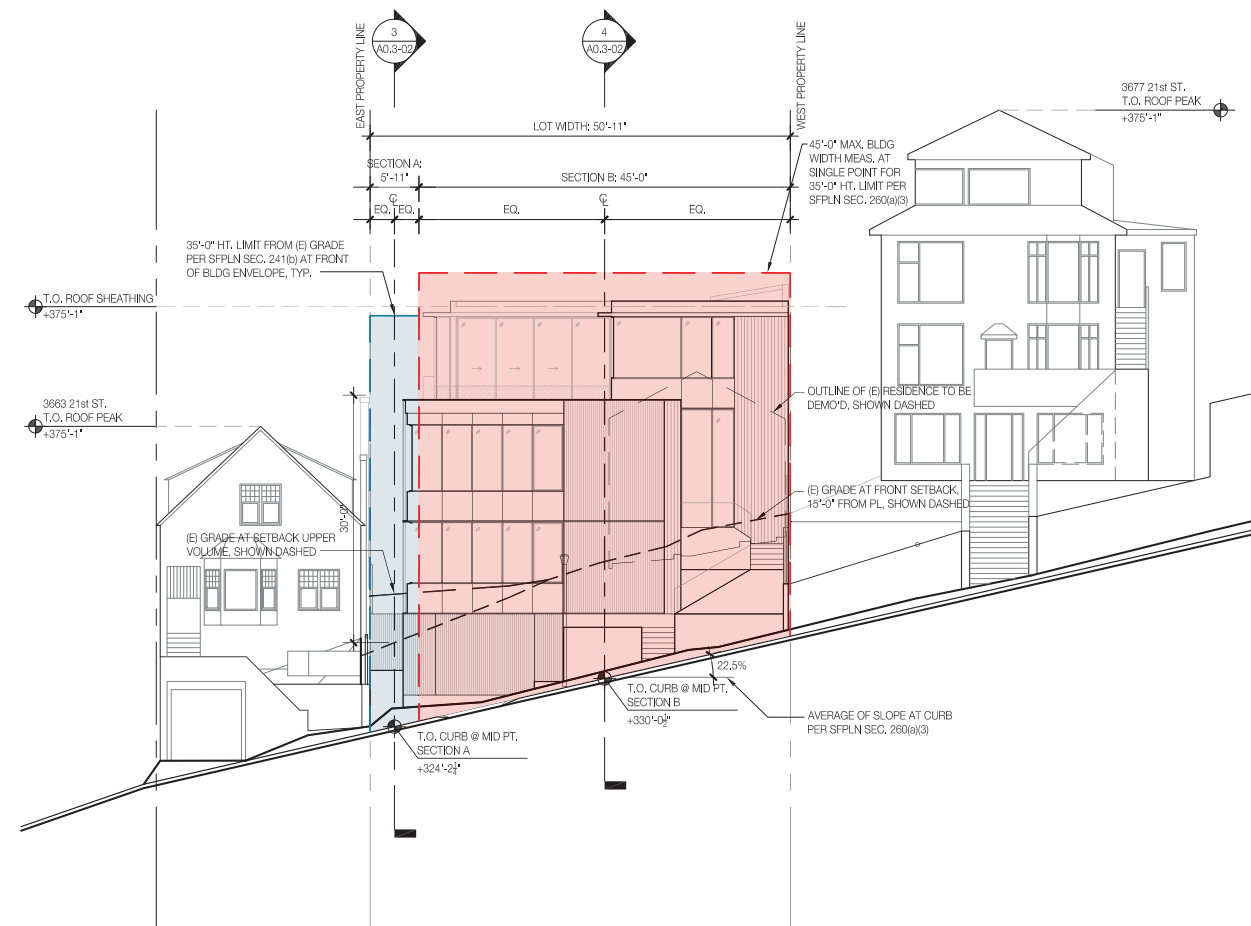 3
A0.3-02
4
A0.3-02
EAST PROPERTY LINE
WEST PROPERTY LINE
3677 21st ST.
T.O. ROOF PEAK
+375'-1"
LOT WIDTH: 50'-11"
45'-0" MAX. BLDG
WIDTH MEAS. AT
SINGLE POINT FOR
35'-0" HT. LIMIT PER
SFPLN SEC. 260(a)(3)
SECTION A:
5'-11"
SECTION B: 45'-0"
EQ.
EQ.
EQ.
EQ.
35'-0" HT. LIMIT FROM (E) GRADE
PER SFPLN SEC. 241(b) AT FRONT
OF BLDG ENVELOPE, TYP.
T.O. ROOF SHEATHING
+375'-1"
3663 21st ST.
T.O. ROOF PEAK
+375'-1"
OUTLINE OF (E) RESIDENCE TO BE
DEMO'D, SHOWN DASHED
(E) GRADE AT FRONT SETBACK,
15'-0" FROM PL, SHOWN DASHED
30'-0"
(E) GRADE AT SETBACK UPPER
VOLUME, SHOWN DASHED
22.5%
T.O. CURB @ MID PT.
SECTION B
+330'-0½"
AVERAGE OF SLOPE AT CURB
PER SFPLN SEC. 260(a)(3)
T.O. CURB @ MID PT.
SECTION A
+324'-2¼"